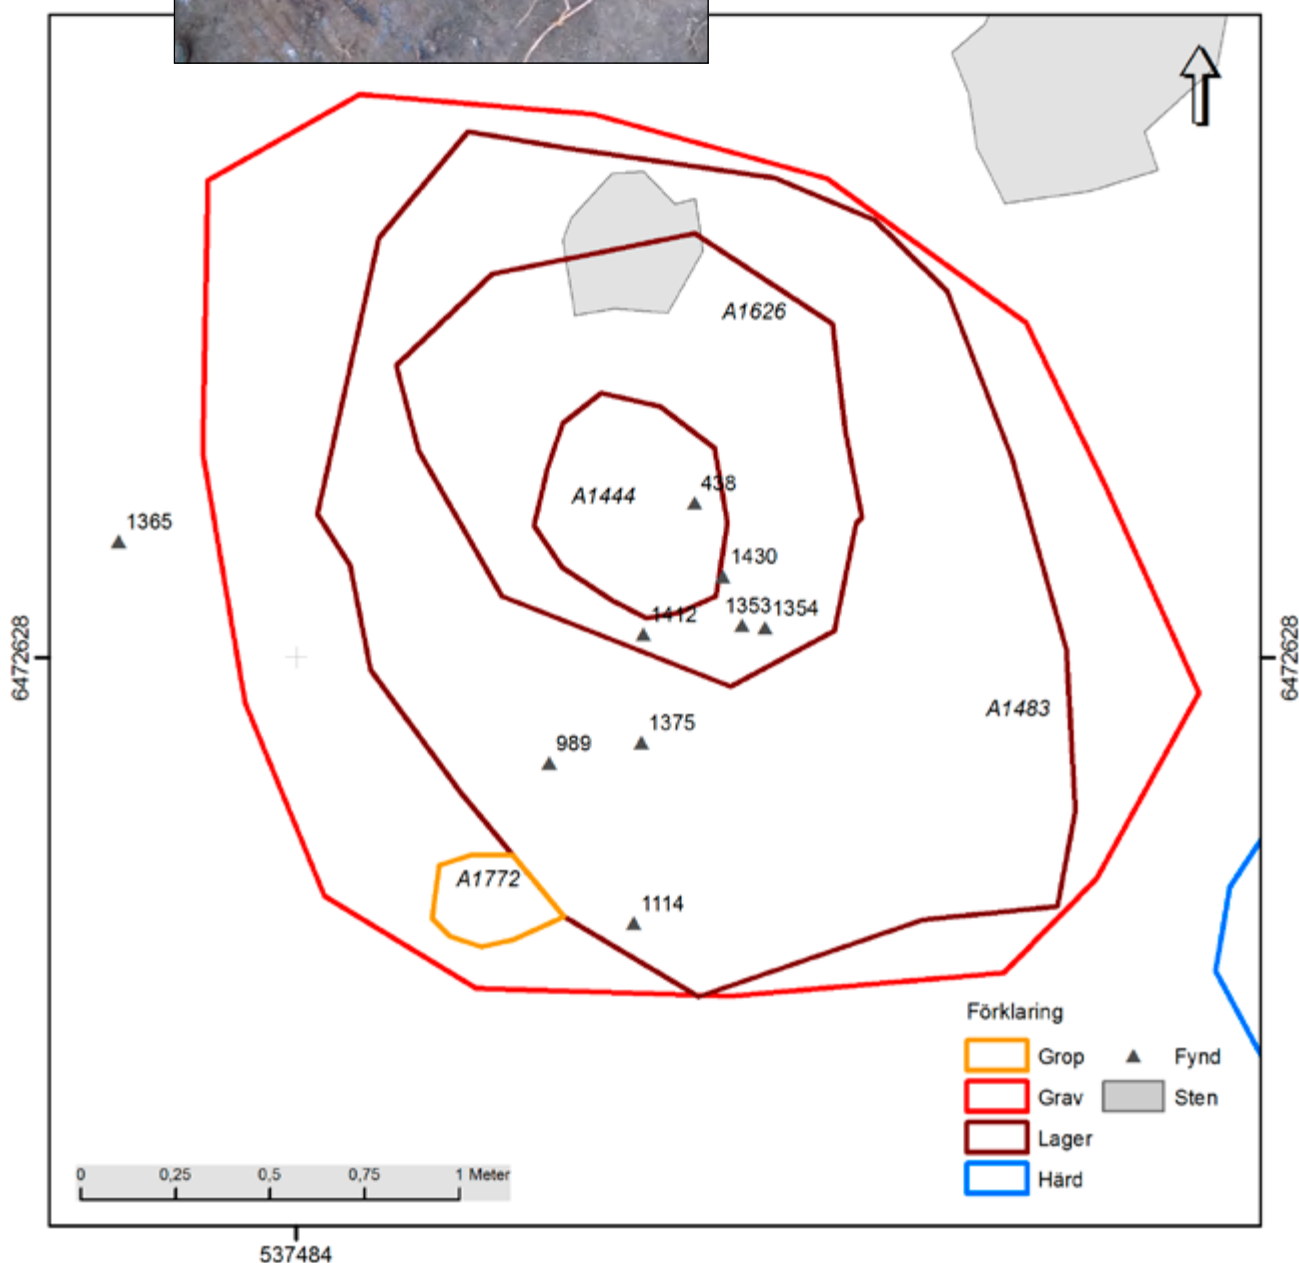 A1626
438
A1444
1365
1430
1353
1354
1412
6472628
6472628
A1483
1375
989
A1772
1114
Förklaring
Grop
Fynd
Grav
Sten
Lager
Härd
0 0,25 0,5 0,75 1 Meter
537484